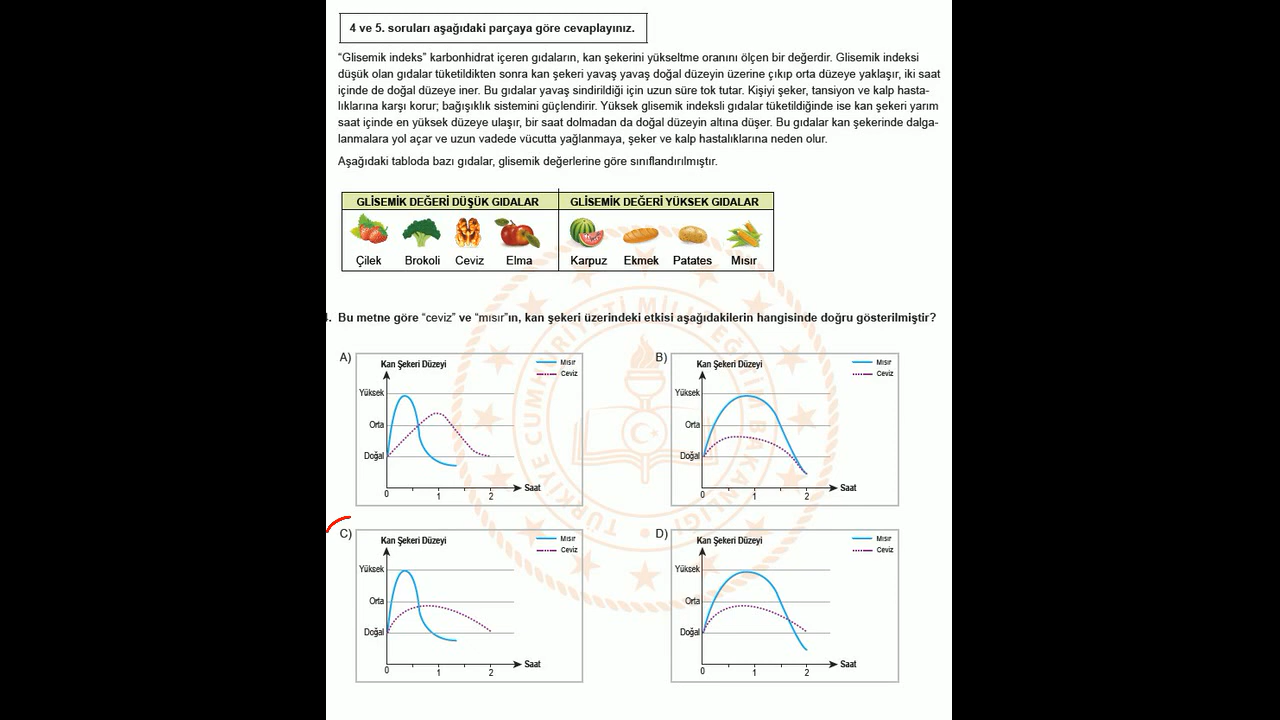 4 ve 5. soruları aşağıdaki parçaya göre cevaplayınız.
“Glisemik indeks” karbonhidrat içeren gıdaların, kan şekerini yükseltme oranını ölçen bir değerdir. Glisemik indeksi
düşük olan gıdalar tüketildikten sonra kan şekeri yavaş yavaş doğal düzeyin üzerine çıkıp orta düzeye yaklaşır, iki saat
içinde de doğal düzeye iner. Bu gıdalar yavaş sindirildiği için uzun süre tok tutar. Kişiyi şeker, tansiyon ve kalp hasta-
lıklarına karşı korur; bağışıklık sistemini güçlendirir. Yüksek glisemik indeksli gıdalar tüketildiğinde ise kan şekeri yarım
saat içinde en yüksek düzeye ulaşır, bir saat dolmadan da doğal düzeyin altına düşer. Bu gıdalar kan şekerinde dalga-
lanmalara yol açar ve uzun vadede vücutta yağlanmaya, şeker ve kalp hastalıklarına neden olur.
Aşağıdaki tabloda bazı gıdalar, glisemik değerlerine göre sınıflandırılmıştır.
GLİSEMİK DEĞERİ DÜŞÜK GIDALAR GLİSEMİK DEĞERİ YÜKSEK GIDALAR
Çilek Brokoli Ceviz Elma Karpuz Ekmek Patates Mısır
. Bu metne göre “ceviz” ve “mısır”ın, kan şekeri üzerindeki etkisi aşağıdakilerin hangisinde doğru gösterilmiştir?
A)
Kan Şekeri Düzeyi
Mısır
Ceviz
Yüksek
Orta
Doğal
0 1 2 Saat
B)
Kan Şekeri Düzeyi
Mısır
Ceviz
Yüksek
Orta
Doğal
0 1 2 Saat
C)
Kan Şekeri Düzeyi
Mısır
Ceviz
Yüksek
Orta
Doğal
0 1 2 Saat
D)
Kan Şekeri Düzeyi
Mısır
Ceviz
Yüksek
Orta
Doğal
0 1 2 Saat
TÜRKİYE CUMHURİYETİ MİLLÎ EĞİTİM BAKANLIĞI